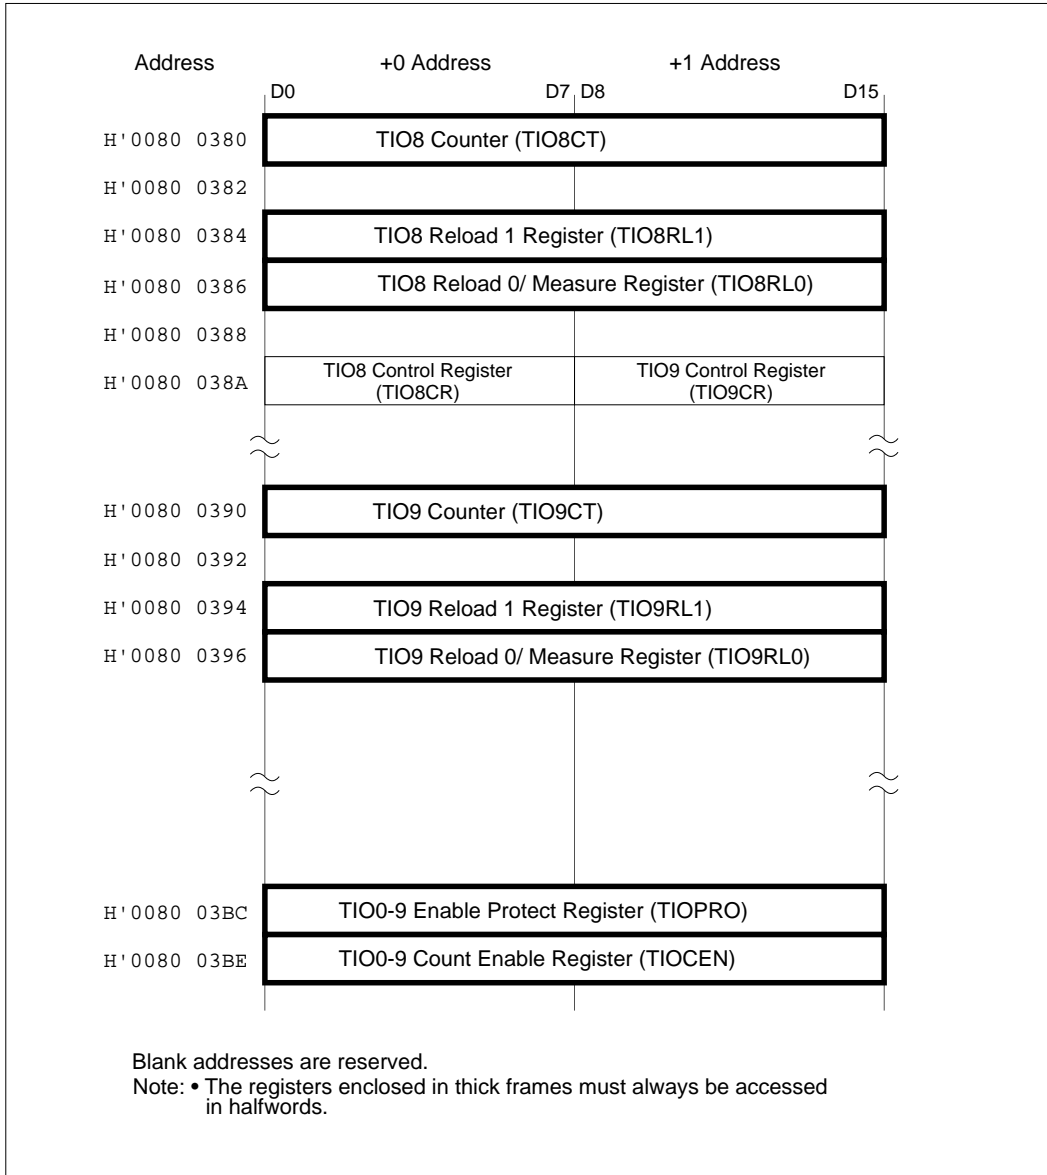 Address +0 Address +1 Address
D0 D7 D8 D15
H'0080 0380 TIO8 Counter (TIO8CT)
H'0080 0382
H'0080 0384 TIO8 Reload 1 Register (TIO8RL1)
H'0080 0386 TIO8 Reload 0/ Measure Register (TIO8RL0)
H'0080 0388
H'0080 038A TIO8 Control Register (TIO8CR) TIO9 Control Register (TIO9CR)
H'0080 0390 TIO9 Counter (TIO9CT)
H'0080 0392
H'0080 0394 TIO9 Reload 1 Register (TIO9RL1)
H'0080 0396 TIO9 Reload 0/ Measure Register (TIO9RL0)
H'0080 03BC TIO0-9 Enable Protect Register (TIOPRO)
H'0080 03BE TIO0-9 Count Enable Register (TIOCEN)
Blank addresses are reserved.
Note: • The registers enclosed in thick frames must always be accessed
in halfwords.